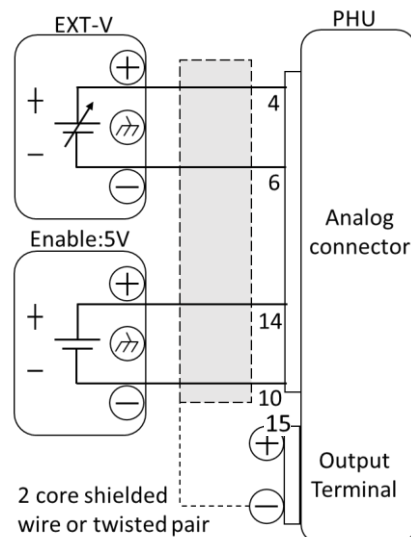 EXT-V
PHU
+
+
4
-
-
6
Analog
connector
Enable:5V
+
+
14
-
-
10
15
+
Output
Terminal
-
2 core shielded
wire or twisted pair